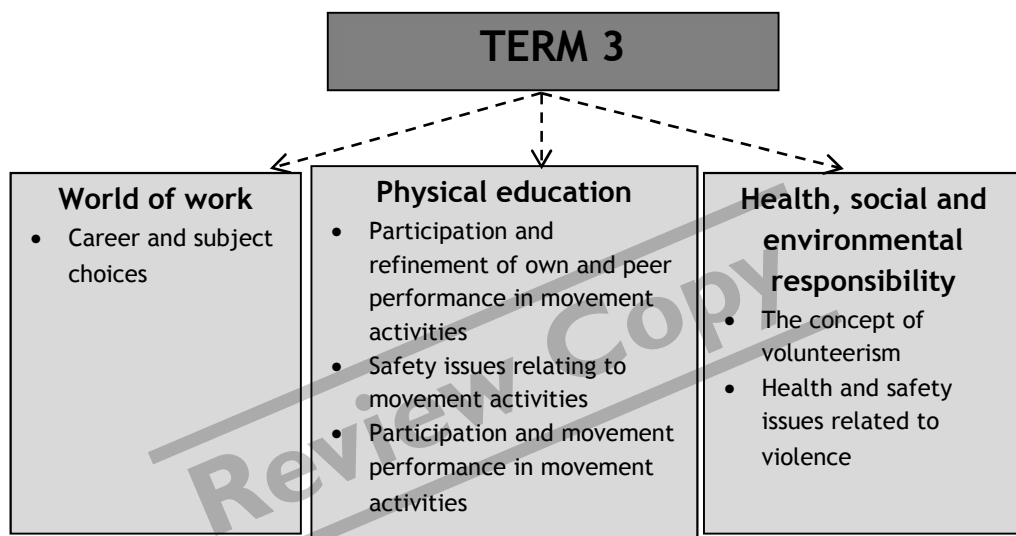 TERM 3
World of work
• Career and subject
choices
Physical education
• Participation and
refinement of own and peer
performance in movement
activities
• Safety issues relating to
movement activities
• Participation and movement
performance in movement
activities
Health, social and
environmental
responsibility
• The concept of
volunteerism
• Health and safety
issues related to
violence
Review Copy